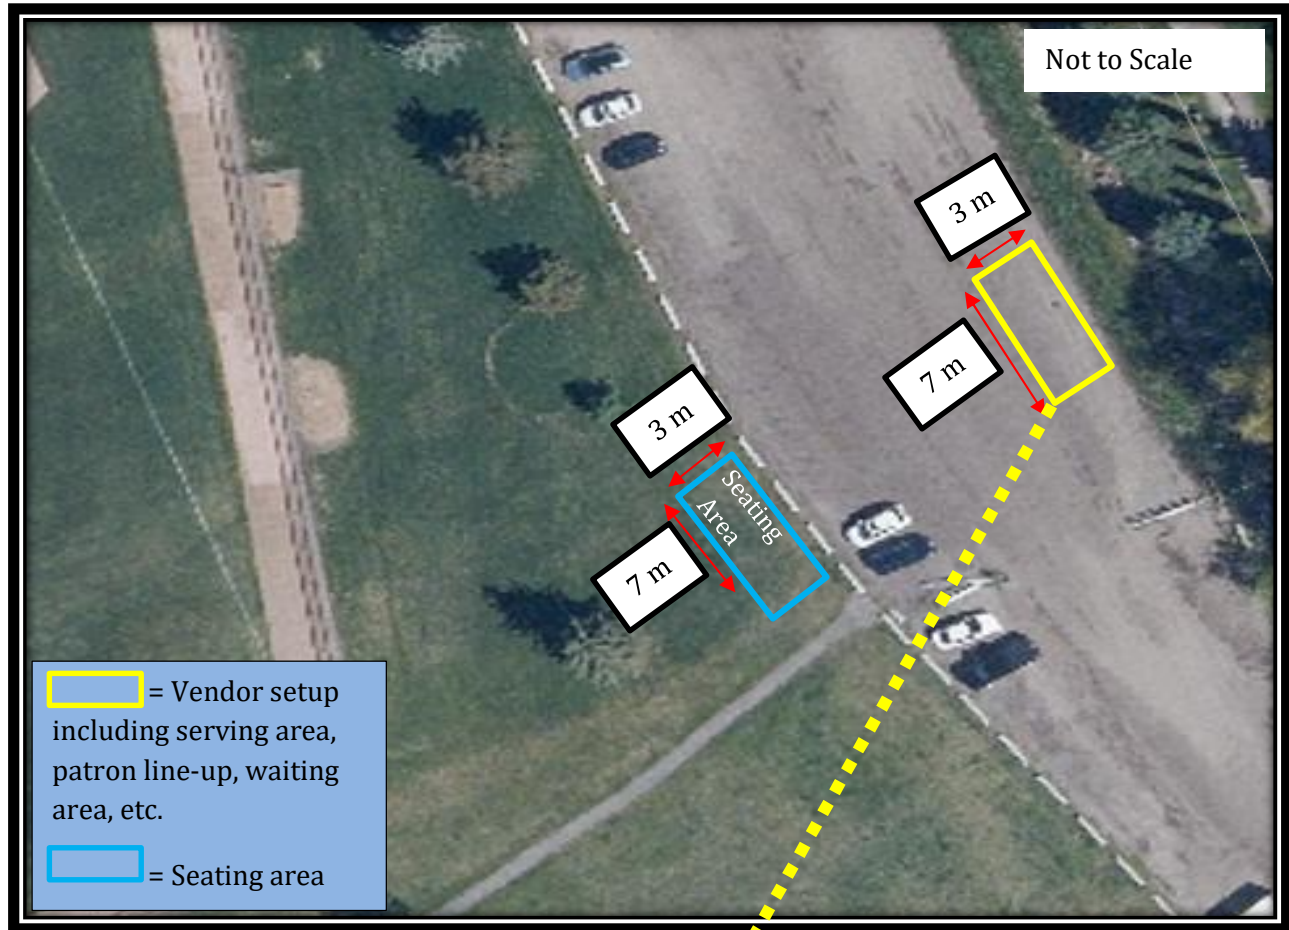 Not to Scale
3 m
7 m
3 m
Seating
Area
7 m
= Vendor setup
including serving area,
patron line-up, waiting
area, etc.
= Seating area